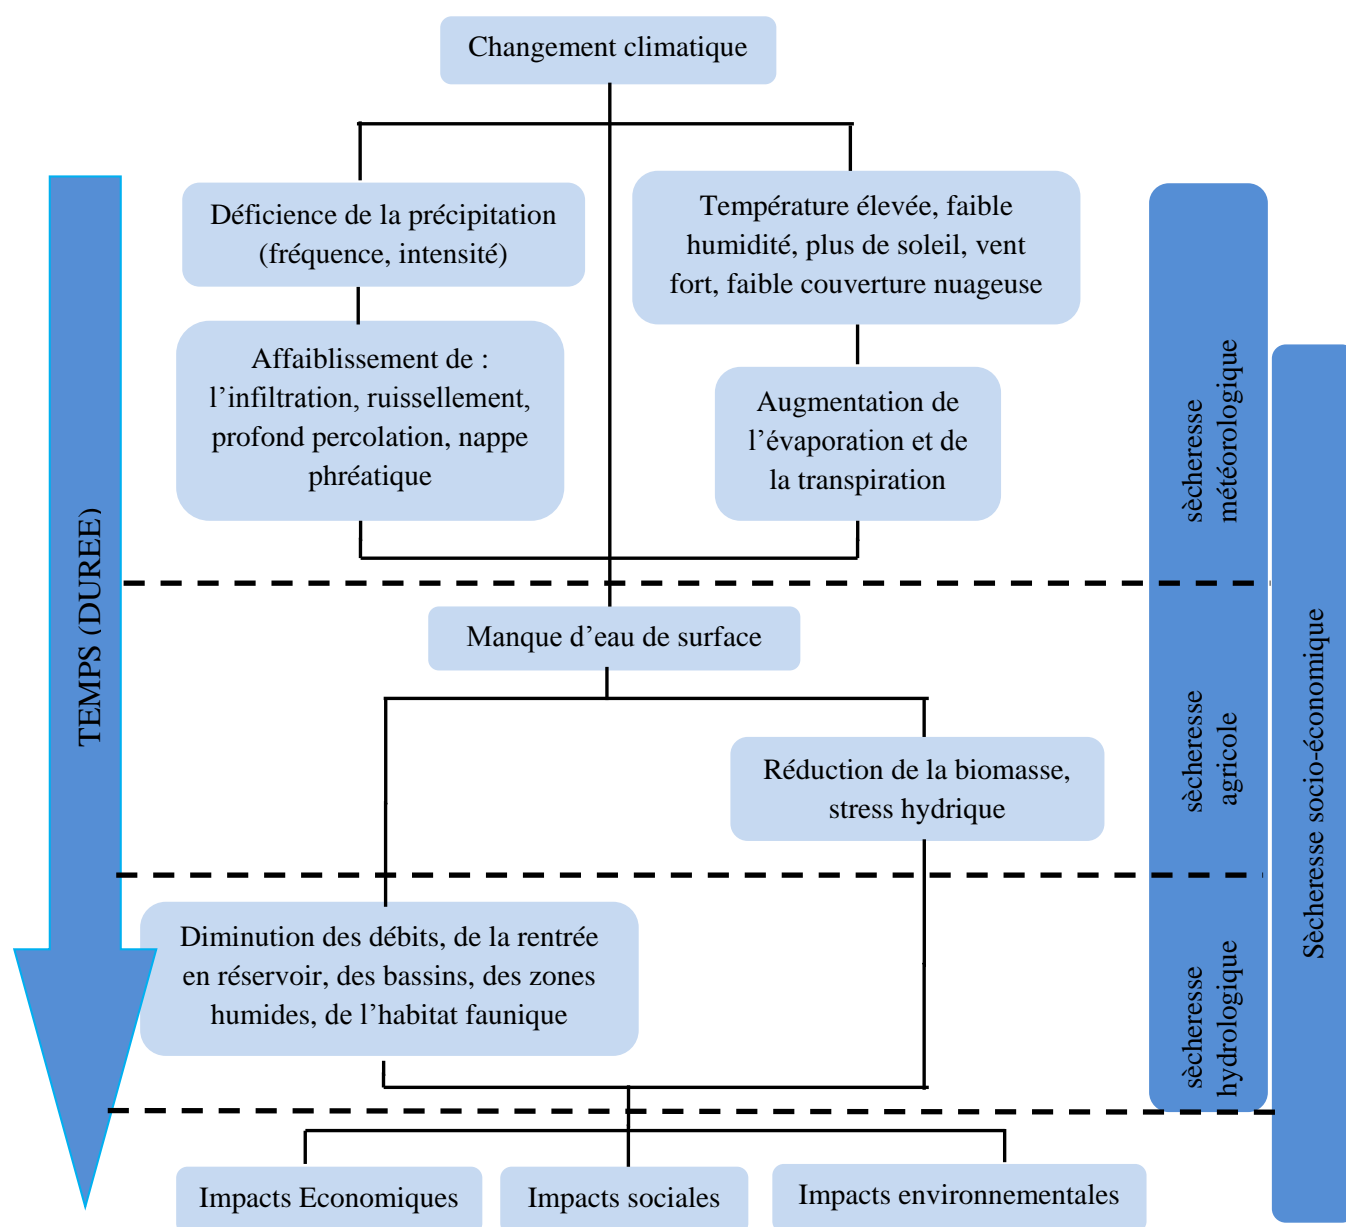 Changement climatique
Déficience de la précipitation
(fréquence, intensité)
Température élevée, faible
humidité, plus de soleil, vent
fort, faible couverture nuageuse
Affaiblissement de :
l’infiltration, ruissellement,
profond percolation, nappe
phréatique
Augmentation de
l’évaporation et de
la transpiration
Manque d’eau de surface
Réduction de la biomasse,
stress hydrique
Diminution des débits, de la rentrée
en réservoir, des bassins, des zones
humides, de l’habitat faunique
Impacts Economiques
Impacts sociales
Impacts environnementales
TEMPS (DUREE)
sècheresse
météorologique
sècheresse
agricole
sècheresse
hydrologique
Sècheresse socio-économique